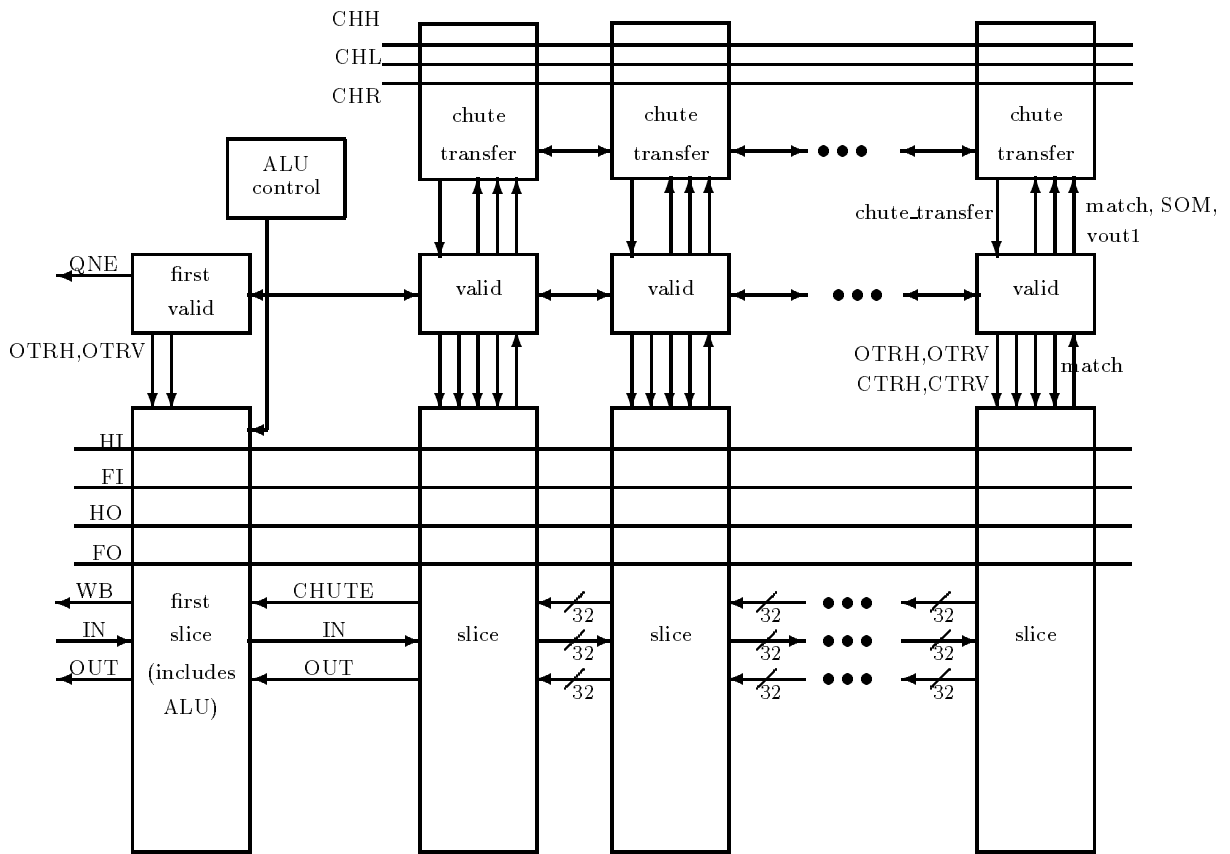 CHH
CHL
CHR
chute
transfer
chute
transfer
chute
transfer
ALU
control
chute_transfer
match, SOM,
vout1
QNE
first
valid
valid
valid
valid
OTRH,OTRV
OTRH,OTRV
CTRH,CTRV
match
HI
FI
HO
FO
WB
IN
OUT
first
slice
(includes
ALU)
CHUTE
IN
OUT
slice
32
32
32
slice
32
32
32
32
32
32
slice